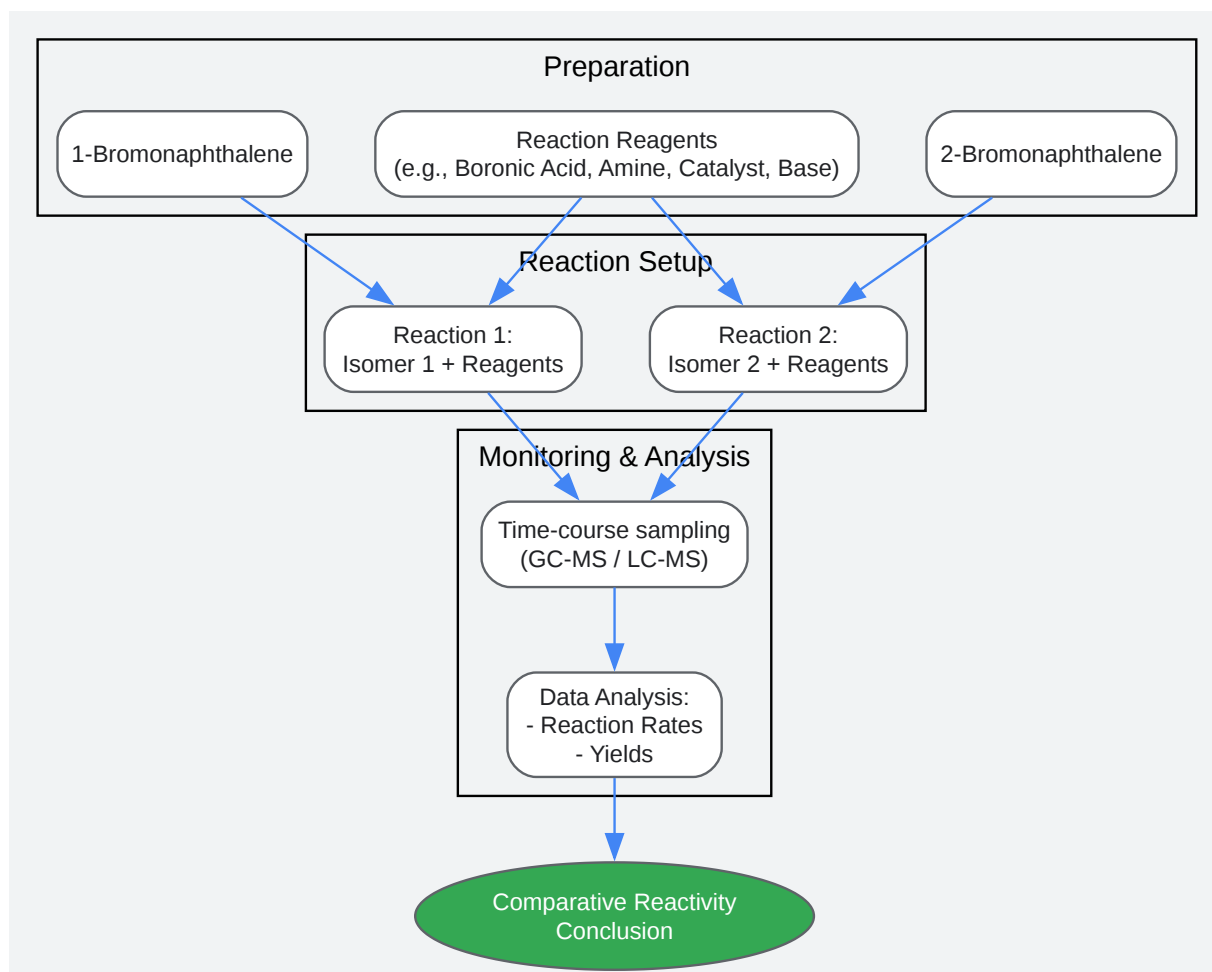 Preparation
1-Bromonaphthalene
Reaction Reagents
(e.g., Boronic Acid, Amine, Catalyst, Base)
2-Bromonaphthalene
Reaction Setup
Reaction 1:
Isomer 1 + Reagents
Reaction 2:
Isomer 2 + Reagents
Monitoring & Analysis
Time-course sampling
(GC-MS / LC-MS)
Data Analysis:
- Reaction Rates
- Yields
Comparative Reactivity
Conclusion